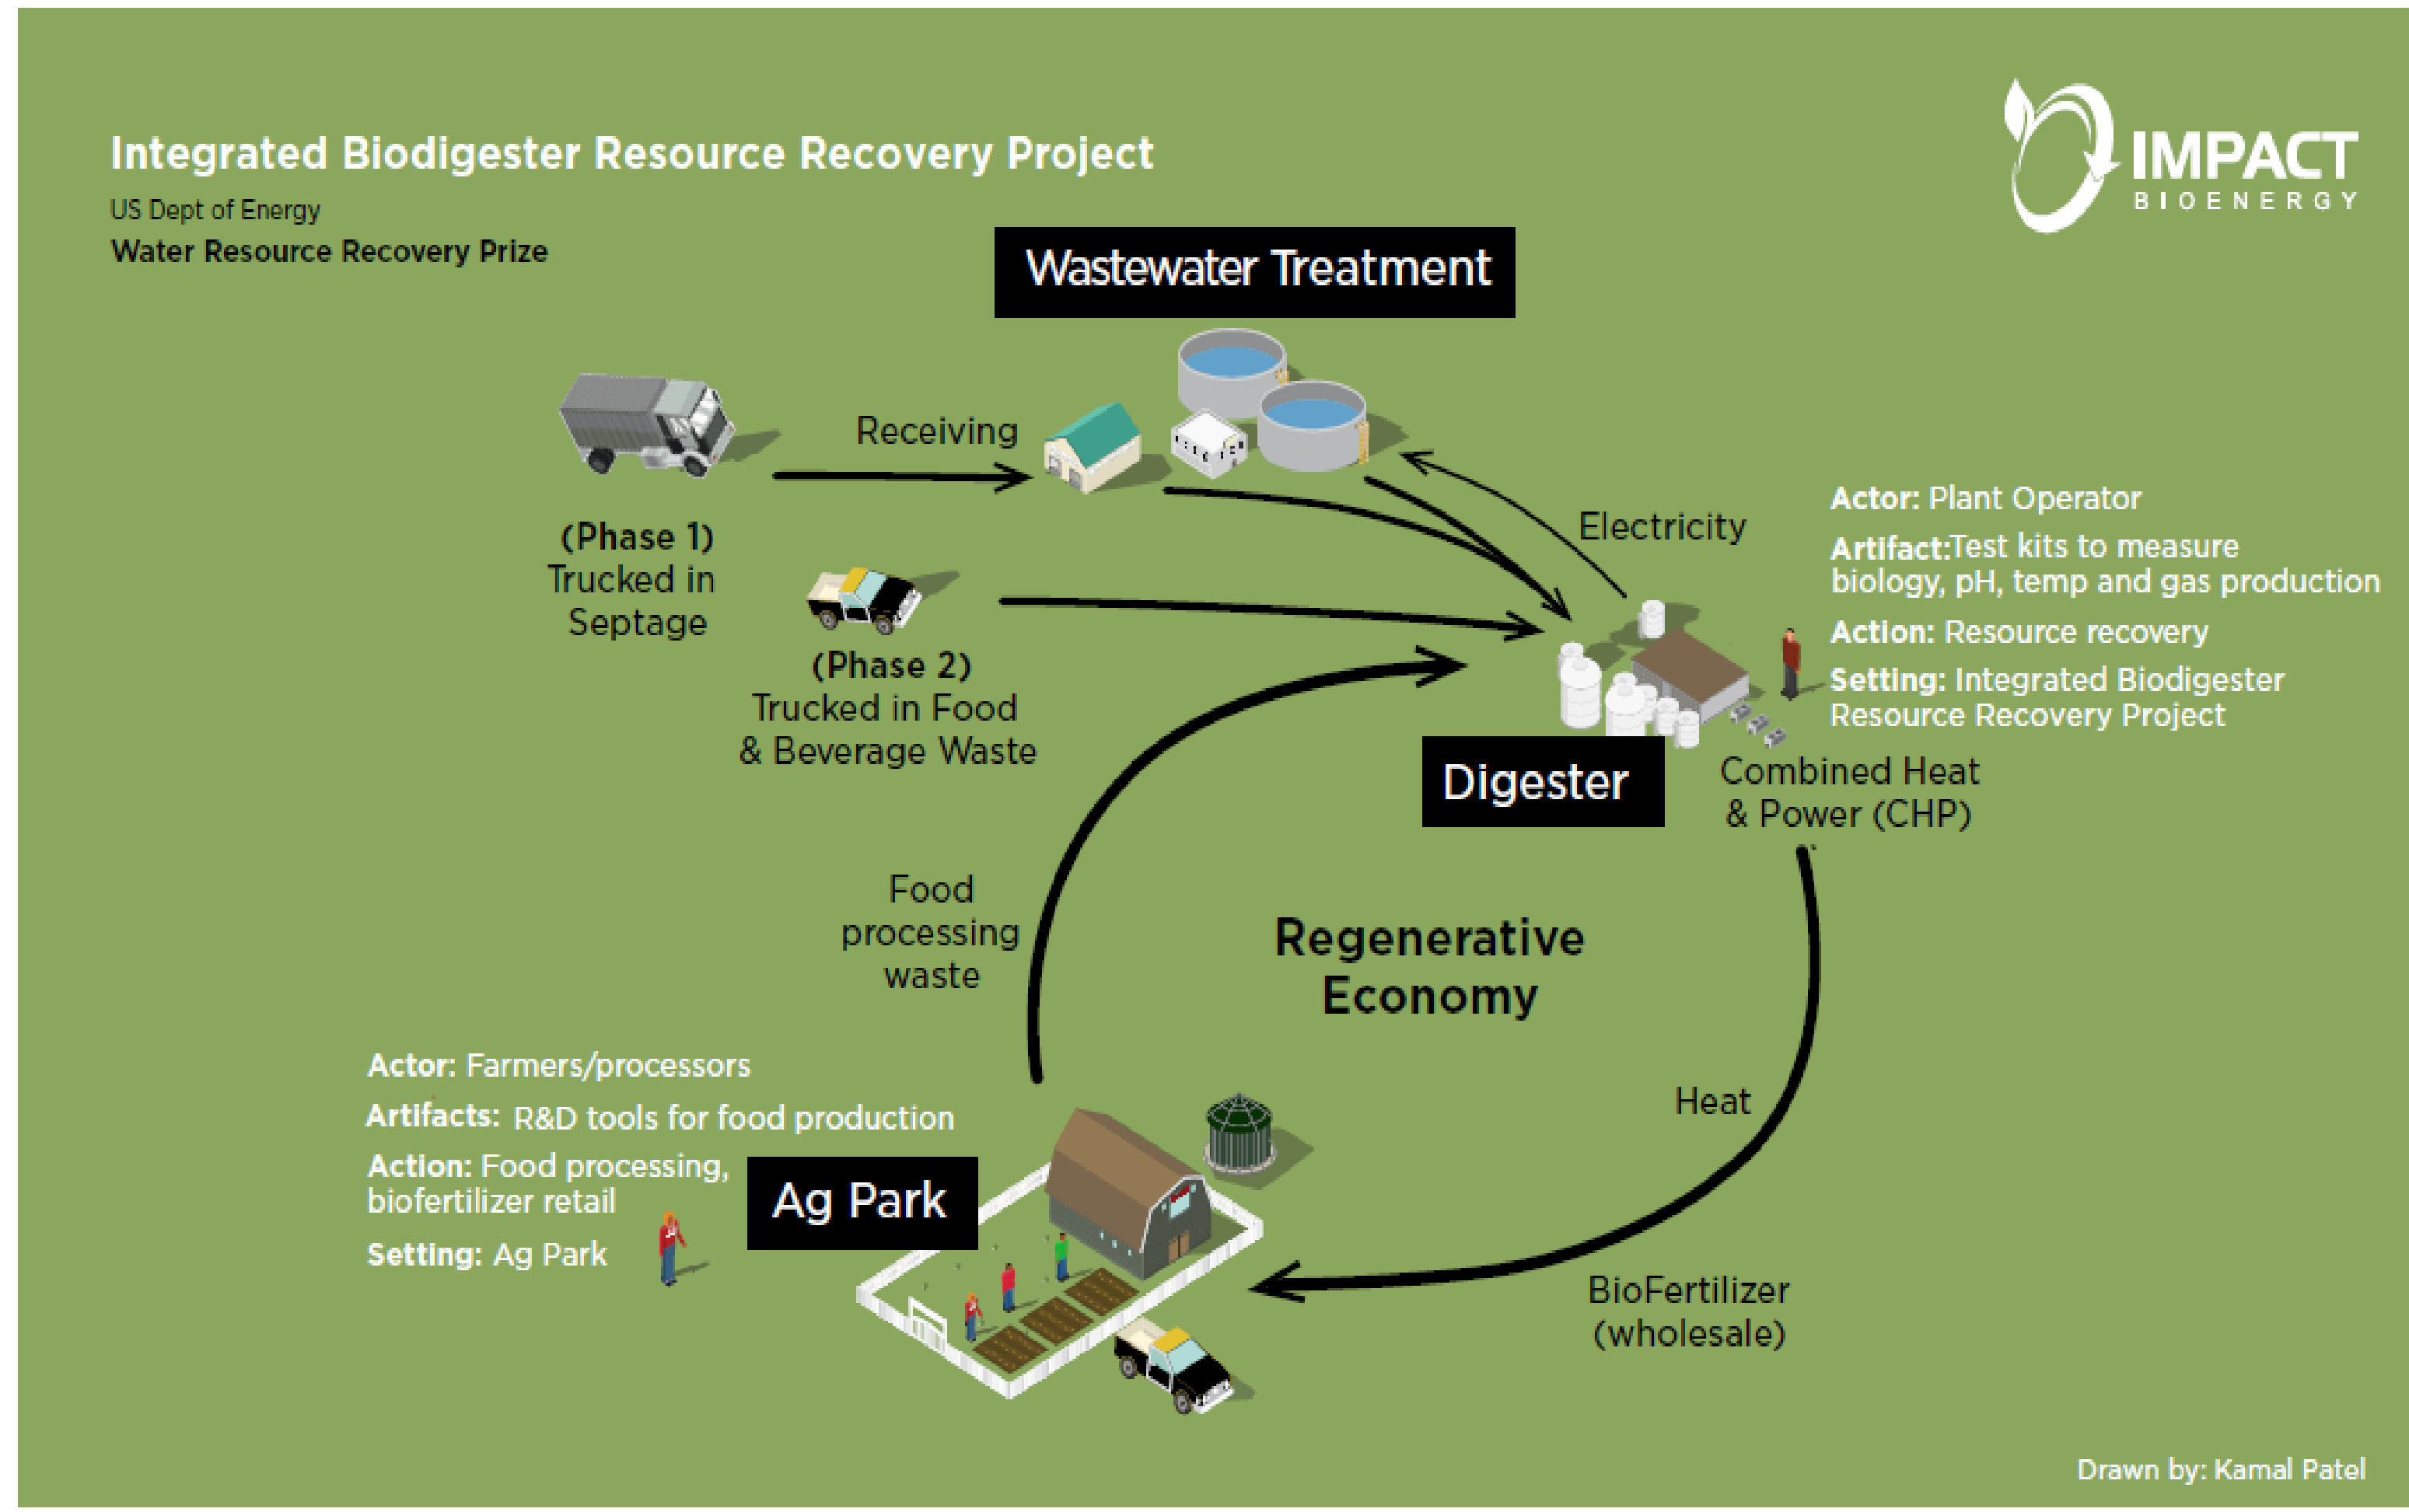 Integrated Biodigester Resource Recovery Project
US Dept of Energy
Water Resource Recovery Prize
IMPACT
BIOENERGY
Wastewater Treatment
Receiving
(Phase 1)
Trucked in
Septage
Electricity
(Phase 2)
Trucked in Food
& Beverage Waste
Actor: Plant Operator
Artifact:Test kits to measure
biology, pH, temp and gas production
Action: Resource recovery
Setting: Integrated Biodigester
Resource Recovery Project
Digester
Combined Heat
& Power (CHP)
Food
processing
waste
Regenerative
Economy
Heat
Actor: Farmers/processors
Artifacts: R&D tools for food production
Action: Food processing,
biofertilizer retail
Setting: Ag Park
Ag Park
BioFertilizer
(wholesale)
Drawn by: Kamal Patel